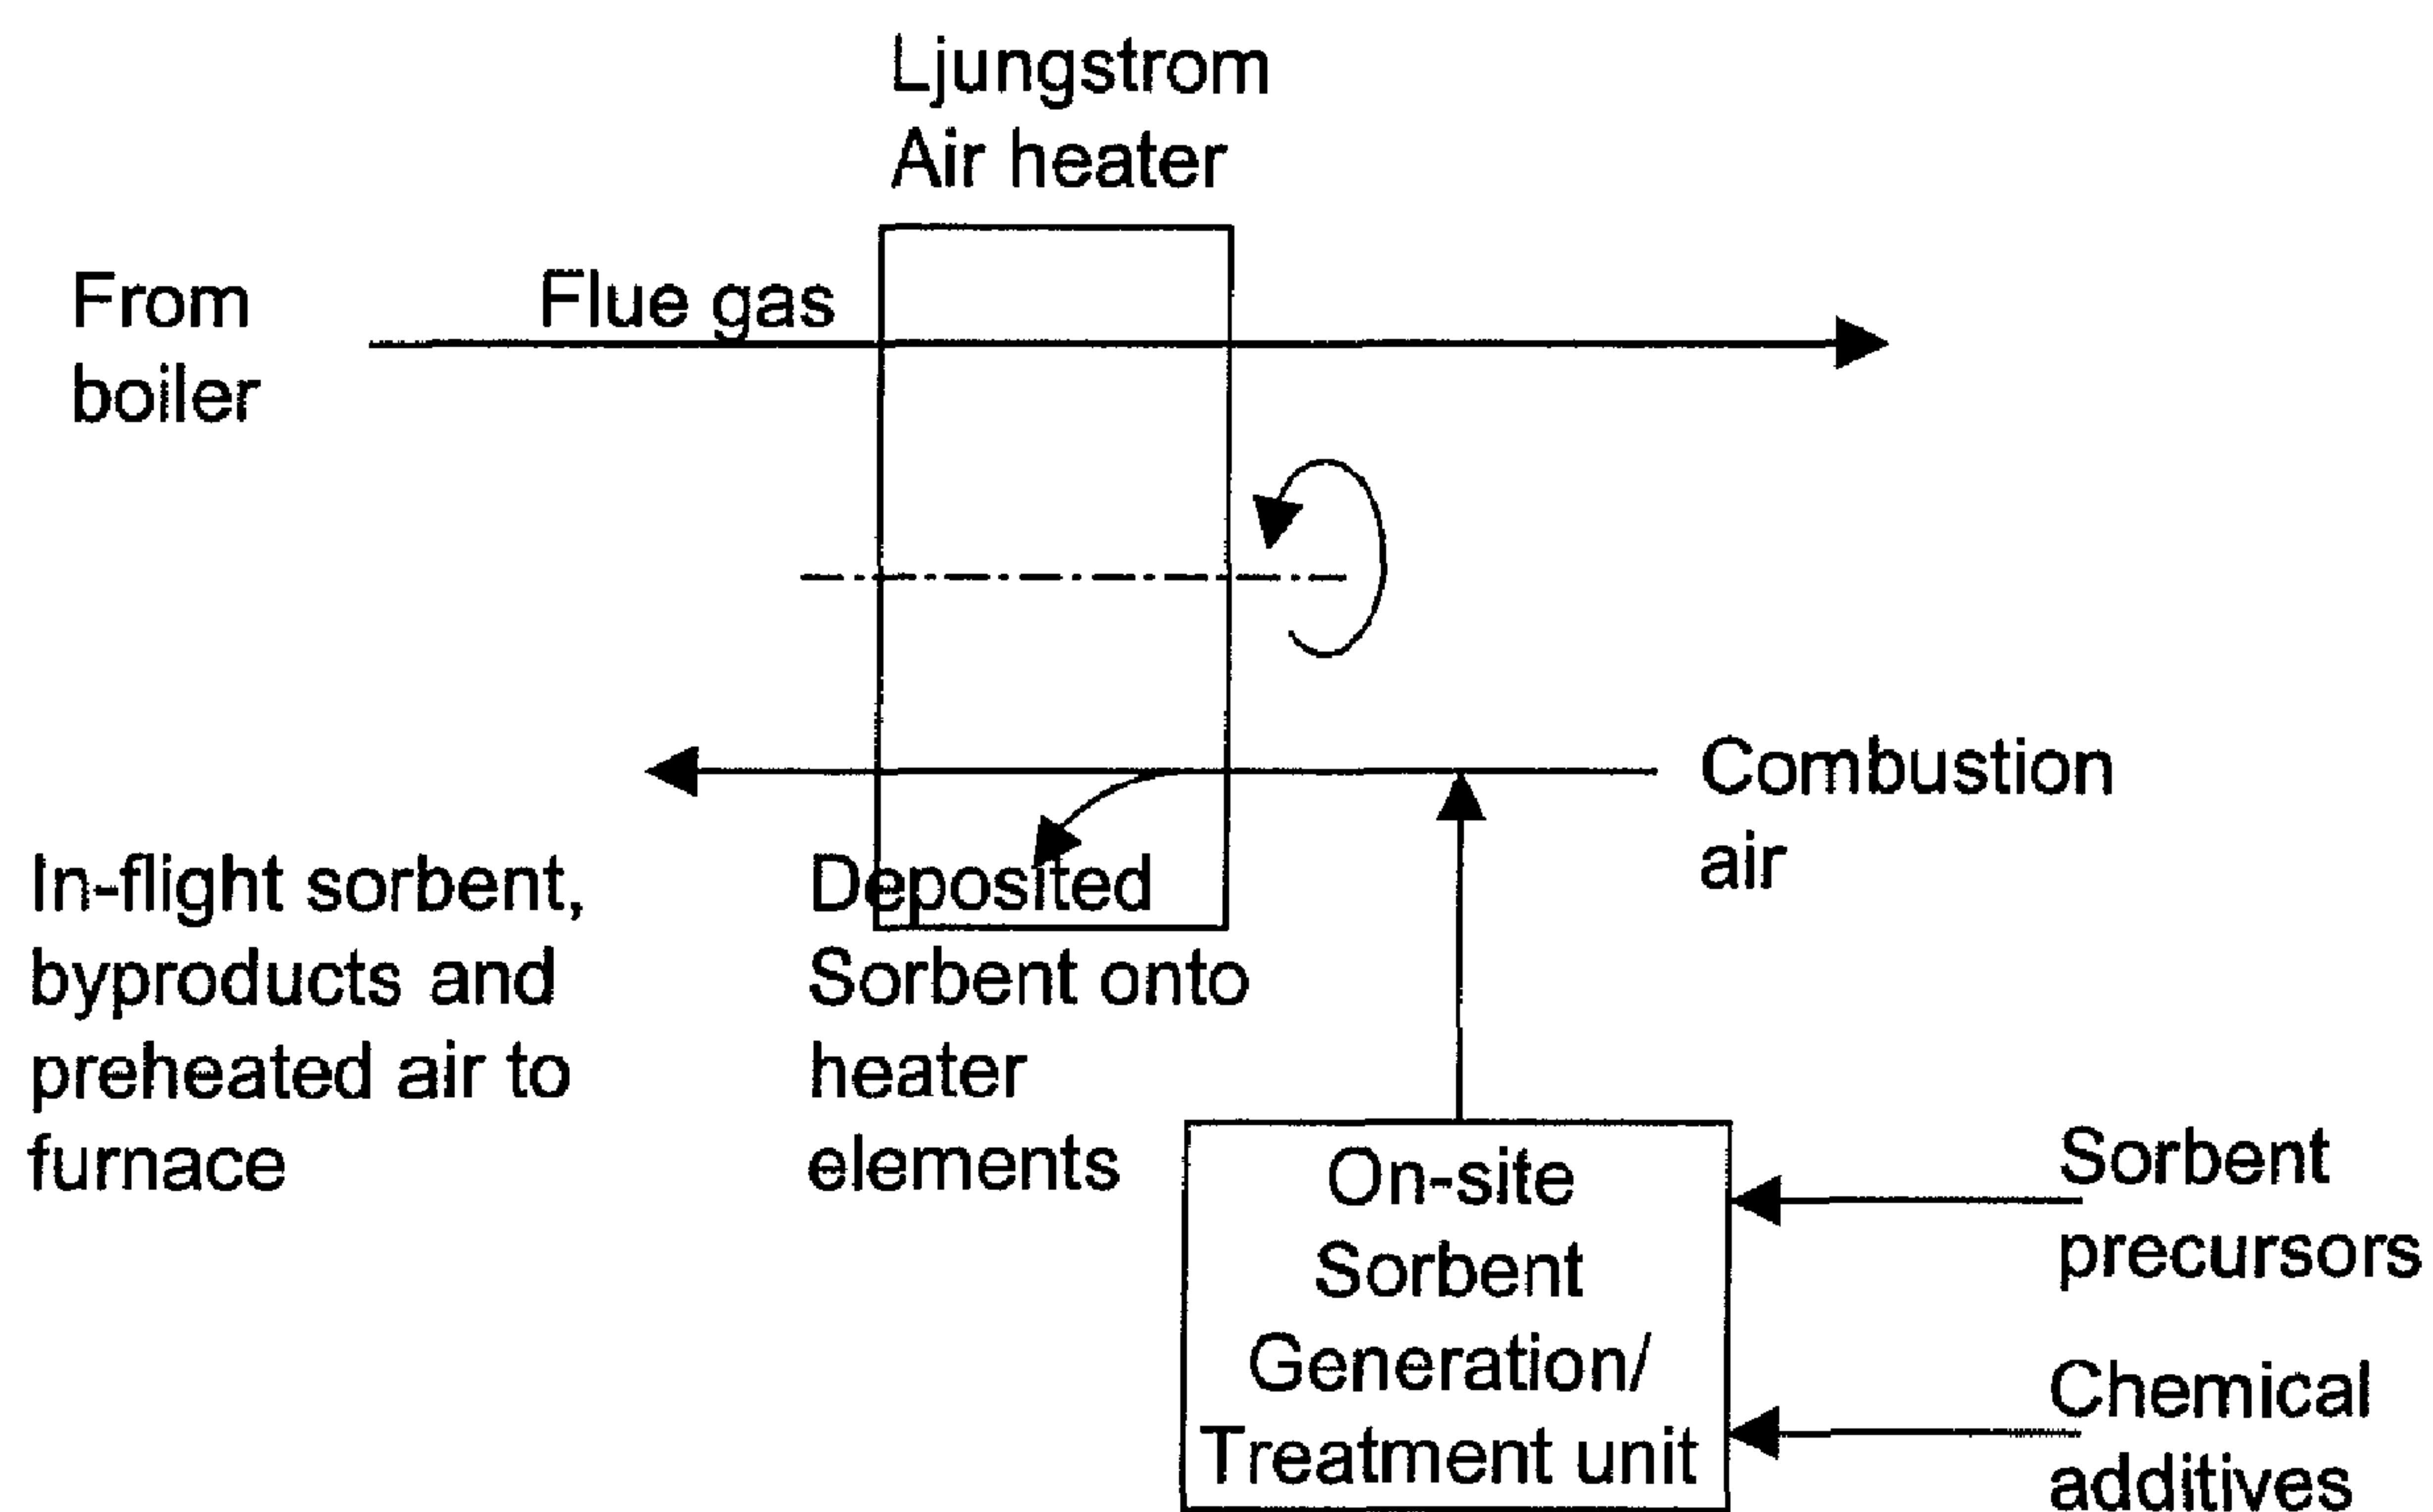 Ljungstrom
Air heater
From
boiler
Flue gas
Combustion
air
In-flight sorbent,
byproducts and
preheated air to
furnace
Deposited
Sorbent onto
heater
elements
On-site
Sorbent
Generation/
Treatment unit
Sorbent
precursors
Chemical
additives